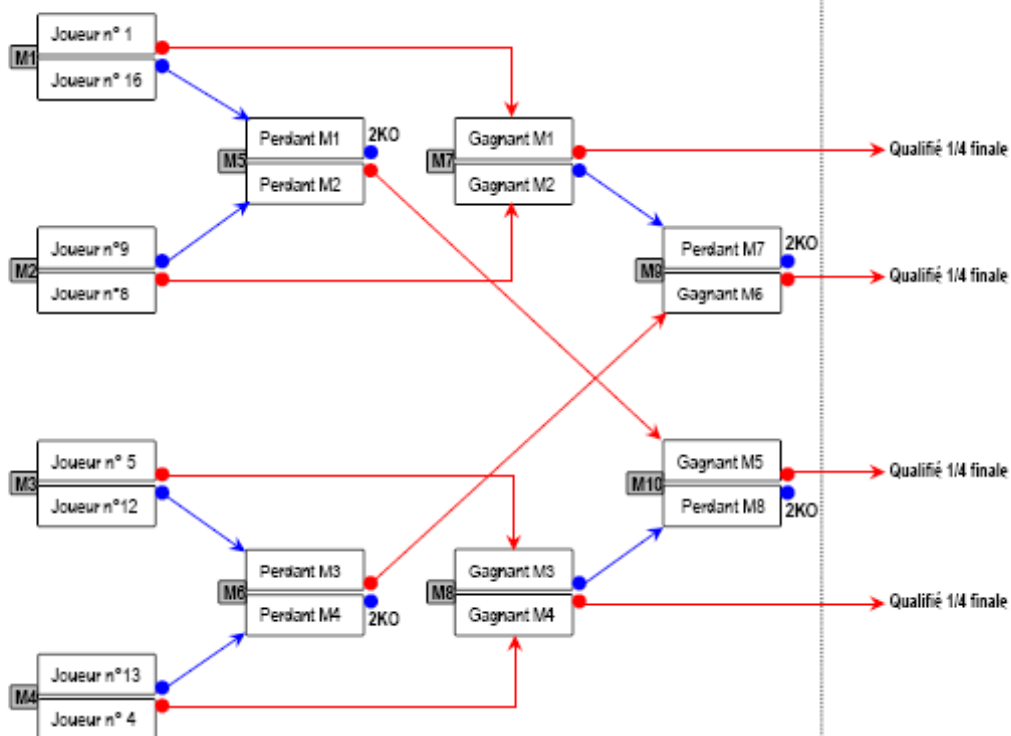 Joueur n° 1
M1
Joueur n° 16
Perdant M1
2KO
M5
Perdant M2
Gagnant M1
M7
Gagnant M2
Qualifié 1/4 finale
Joueur n°9
M2
Joueur n°8
Perdant M7
2KO
M9
Gagnant M6
Qualifié 1/4 finale
Joueur n° 5
M3
Joueur n°12
Gagnant M5
M10
Perdant M8
2KO
Qualifié 1/4 finale
Perdant M3
M6
Perdant M4
2KO
Gagnant M3
M8
Gagnant M4
Qualifié 1/4 finale
Joueur n°13
M4
Joueur n° 4